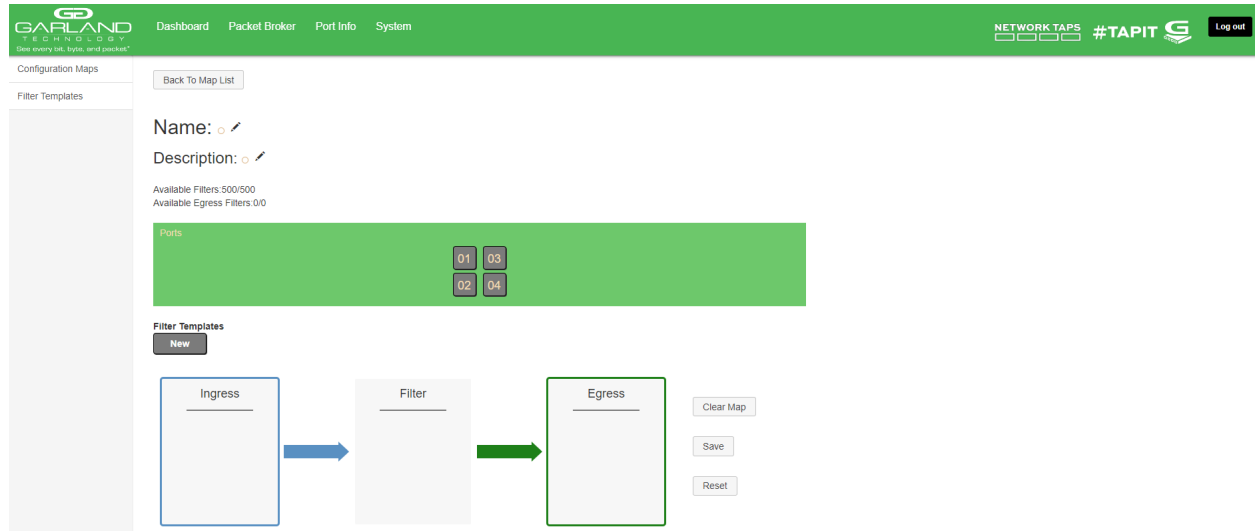 GARLAND
TECHNOLOGY
See every bit, byte, and packet.®
Dashboard Packet Broker Port Info System
NETWORK TAPS #TAPIT
Log out
Configuration Maps
Filter Templates
Back To Map List
Name:
Description:
Available Filters:500/500
Available Egress Filters:0/0
Ports
01 03
02 04
Filter Templates
New
Ingress Filter Egress
Clear Map
Save
Reset